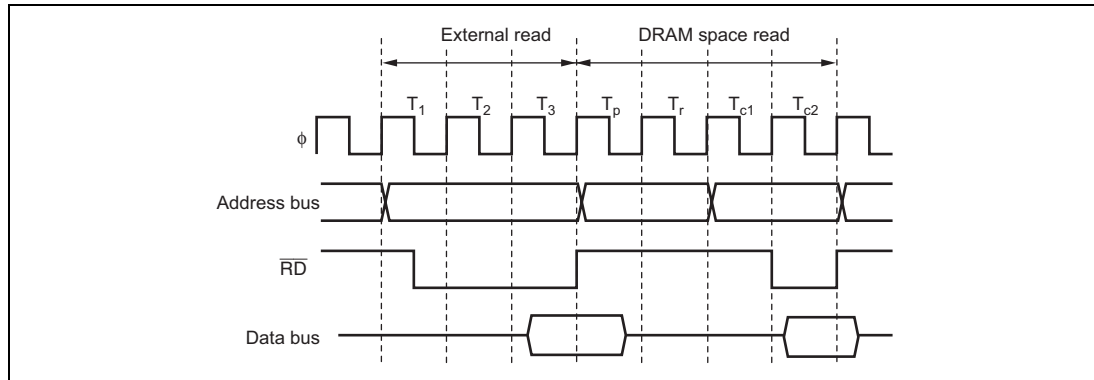 External read DRAM space read
T1 T2 T3 Tp Tr Tc1 Tc2
ϕ
Address bus
RD
Data bus